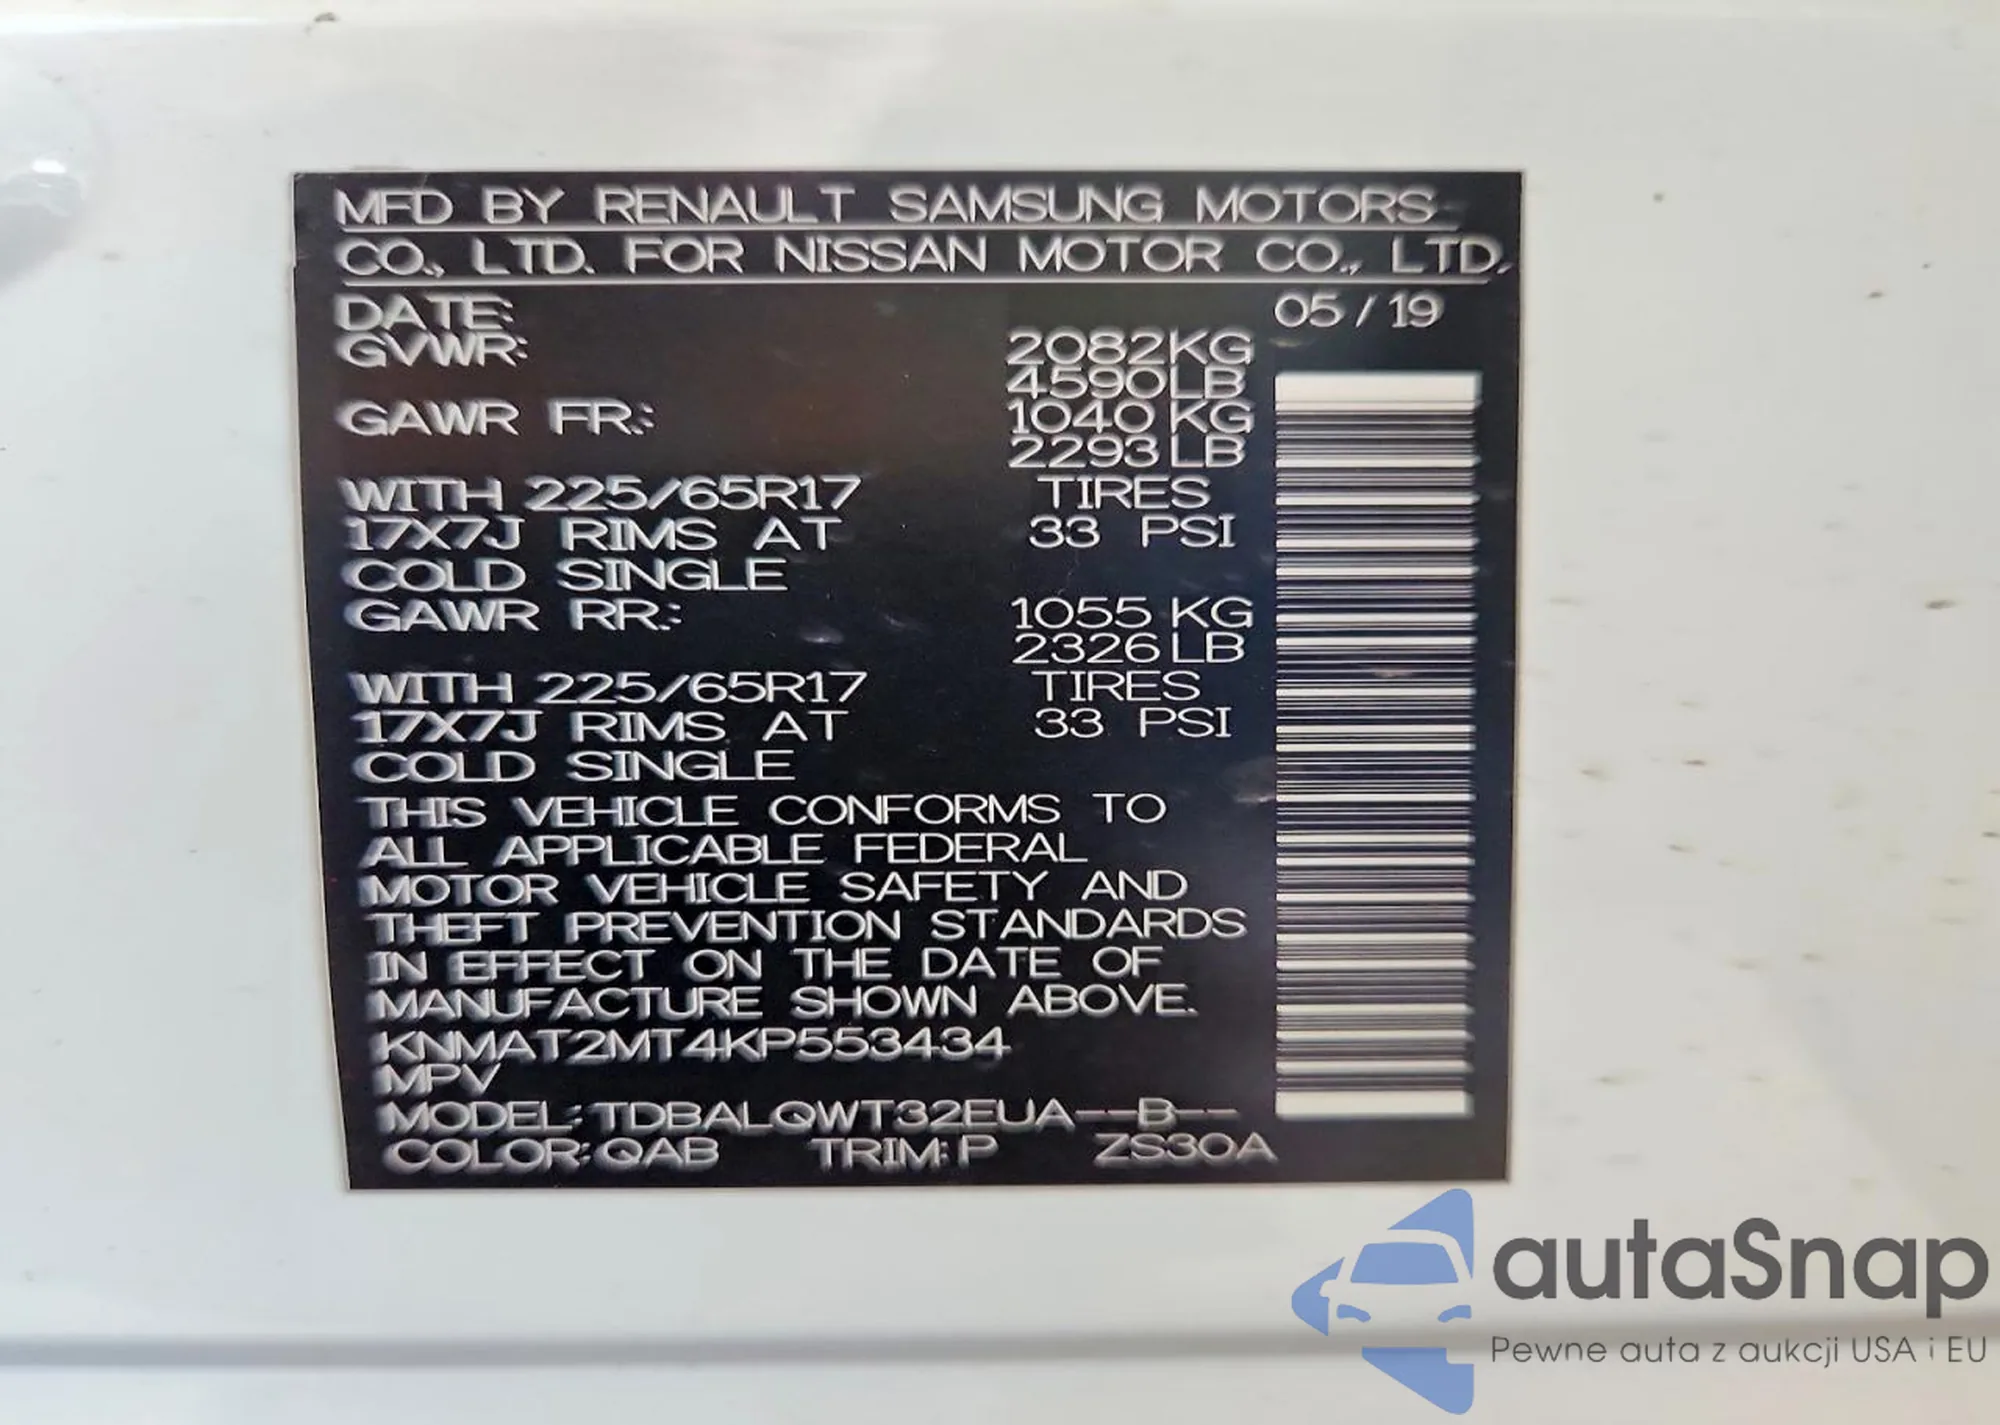 MFD BY RENAULT SAMSUNG MOTORS
CO., LTD. FOR NISSAN MOTOR CO., LTD.
DATE: 05 / 19
GVWR: 2082KG
4590LB
GAWR FR.: 1040 KG
2293LB
WITH 225/65R17 TIRES
17X7J RIMS AT 33 PSI
COLD SINGLE
GAWR RR.: 1055 KG
2326LB
WITH 225/65R17 TIRES
17X7J RIMS AT 33 PSI
COLD SINGLE
THIS VEHICLE CONFORMS TO
ALL APPLICABLE FEDERAL
MOTOR VEHICLE SAFETY AND
THEFT PREVENTION STANDARDS
IN EFFECT ON THE DATE OF
MANUFACTURE SHOWN ABOVE.
KNMAT2MT4KP553434
MPV
MODEL: TDBALQWT32EUA--B--
COLOR: QAB TRIM: P ZS30A
autaSnap
Pewne auta z aukcji USA i EU